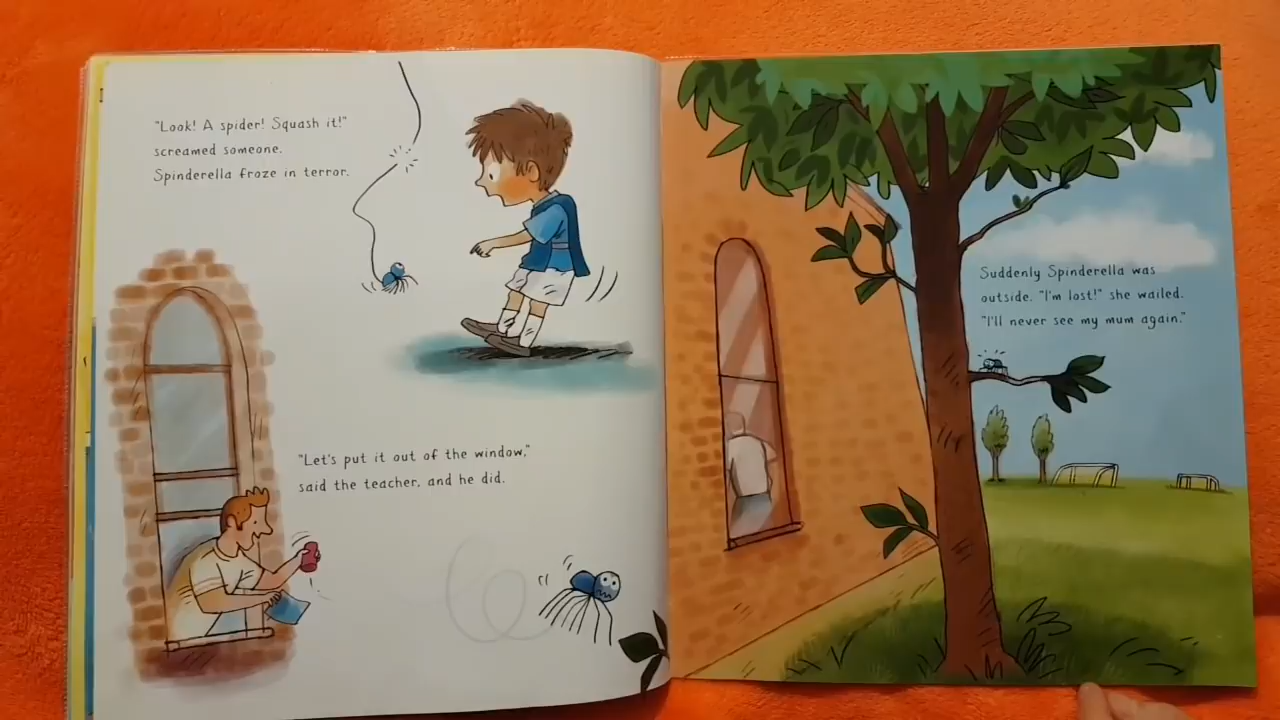 "Look! A spider! Squash it!"
screamed someone.
Spinderella froze in terror.
"Let's put it out of the window,"
said the teacher, and he did.
Suddenly Spinderella was
outside. "I'm lost!" she wailed.
"I'll never see my mum again."